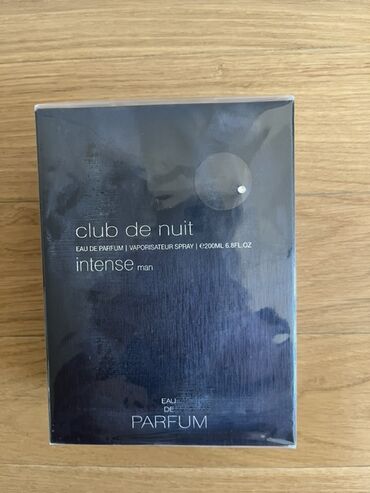 club de nuit
EAU DE PARFUM | VAPORISATEUR SPRAY | ℮200ML 6.8FL.OZ
intense man
EAU
DE
PARFUM